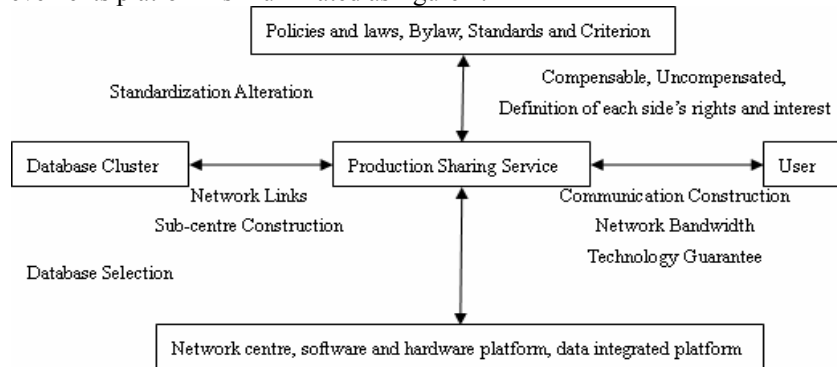 Policies and laws, Bylaw, Standards and Criterion
Compensable, Uncompensated,
Standardization Alteration
Definition of each side's rights and interest
Database Cluster
Production Sharing Service
User
Network Links
Communication Construction
Sub-centre Construction
Network Bandwidth
Technology Guarantee
Database Selection
Network centre, software and hardware platform, data integrated platform